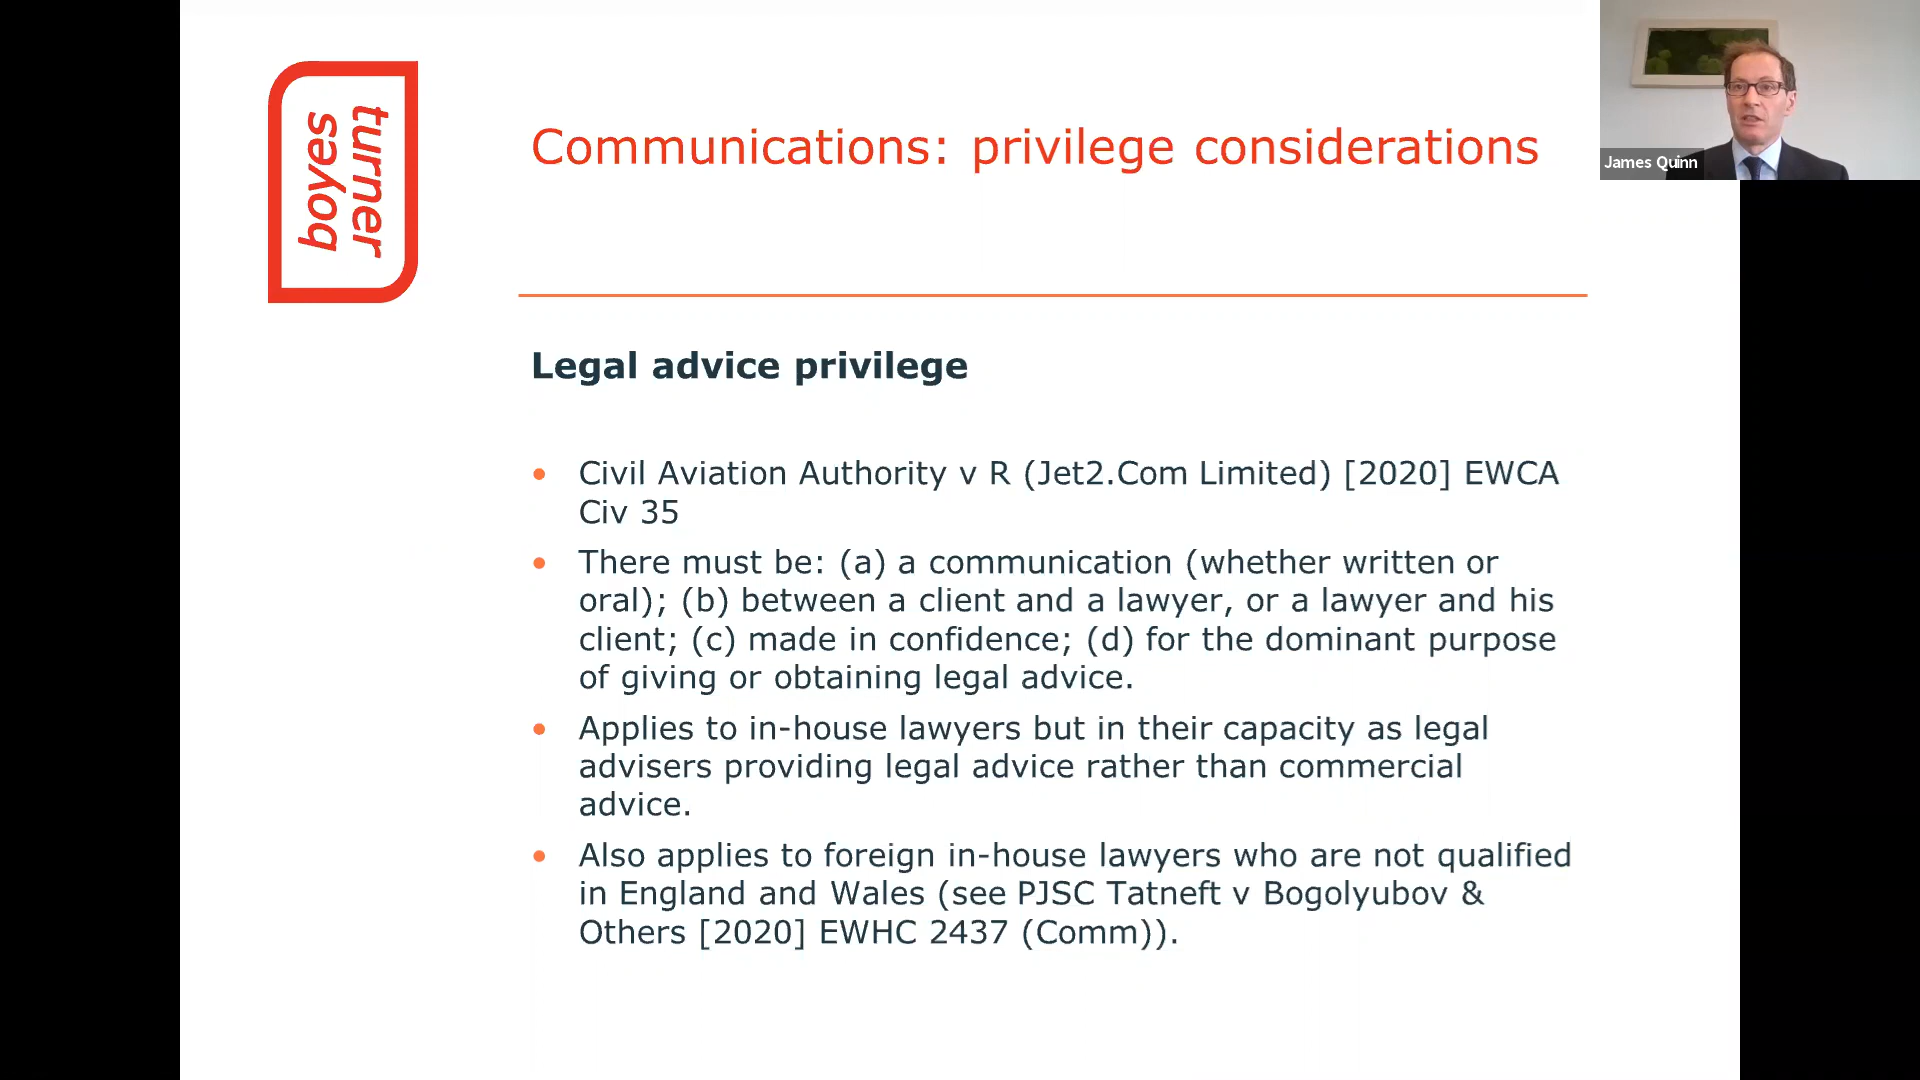 boyes
turner
Communications: privilege considerations
James Quinn
Legal advice privilege
• Civil Aviation Authority v R (Jet2.Com Limited) [2020] EWCA
Civ 35
• There must be: (a) a communication (whether written or
oral); (b) between a client and a lawyer, or a lawyer and his
client; (c) made in confidence; (d) for the dominant purpose
of giving or obtaining legal advice.
• Applies to in-house lawyers but in their capacity as legal
advisers providing legal advice rather than commercial
advice.
• Also applies to foreign in-house lawyers who are not qualified
in England and Wales (see PJSC Tatneft v Bogolyubov &
Others [2020] EWHC 2437 (Comm)).